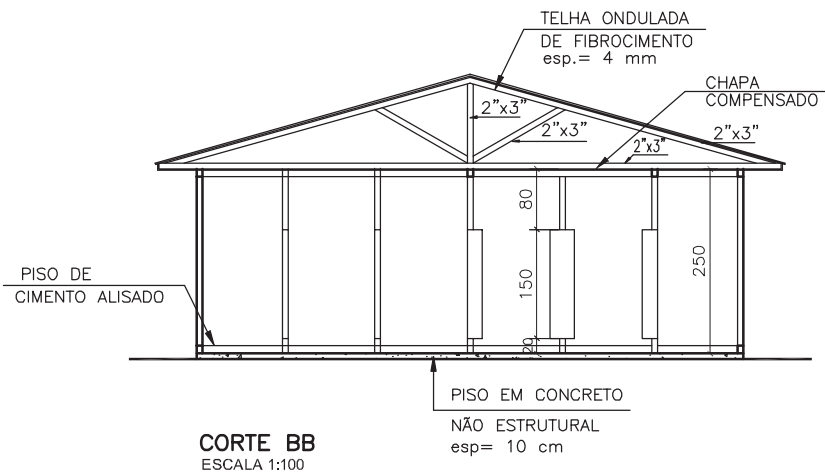 TELHA ONDULADA
DE FIBROCIMENTO
esp.= 4 mm
CHAPA
COMPENSADO
2"x3"
2"x3"
2"x3"
2"x3"
80
150
20
250
PISO DE
CIMENTO ALISADO
PISO EM CONCRETO
NÃO ESTRUTURAL
esp= 10 cm
CORTE BB
ESCALA 1:100